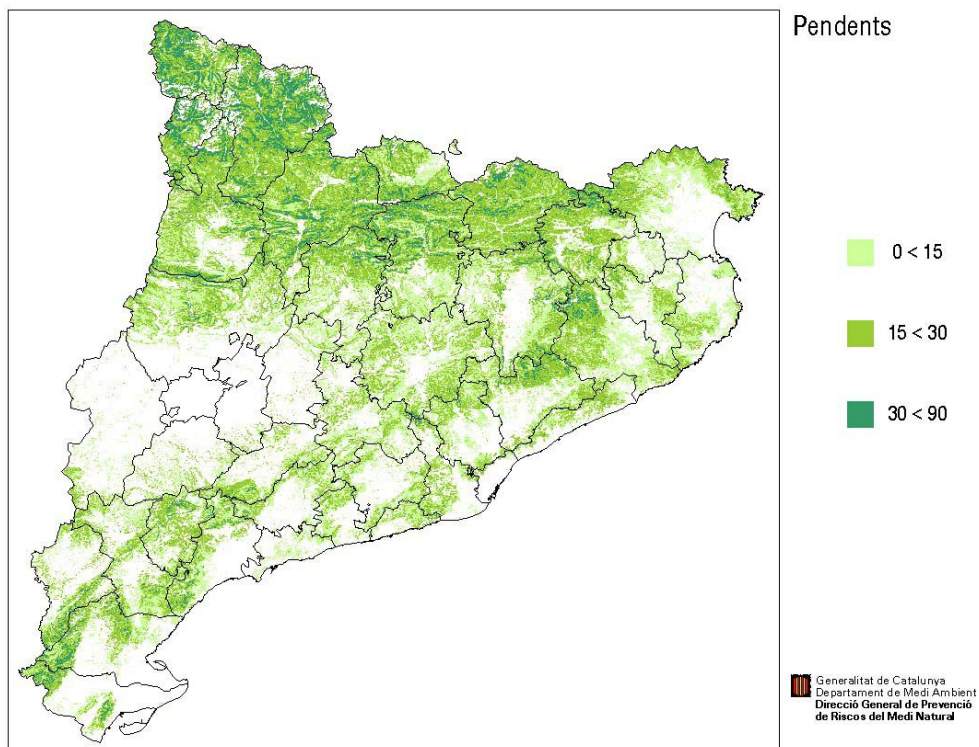 Pendents
0 < 15
15 < 30
30 < 90
Generalitat de Catalunya
Departament de Medi Ambient
Direcció General de Prevenció
de Riscos del Medi Natural